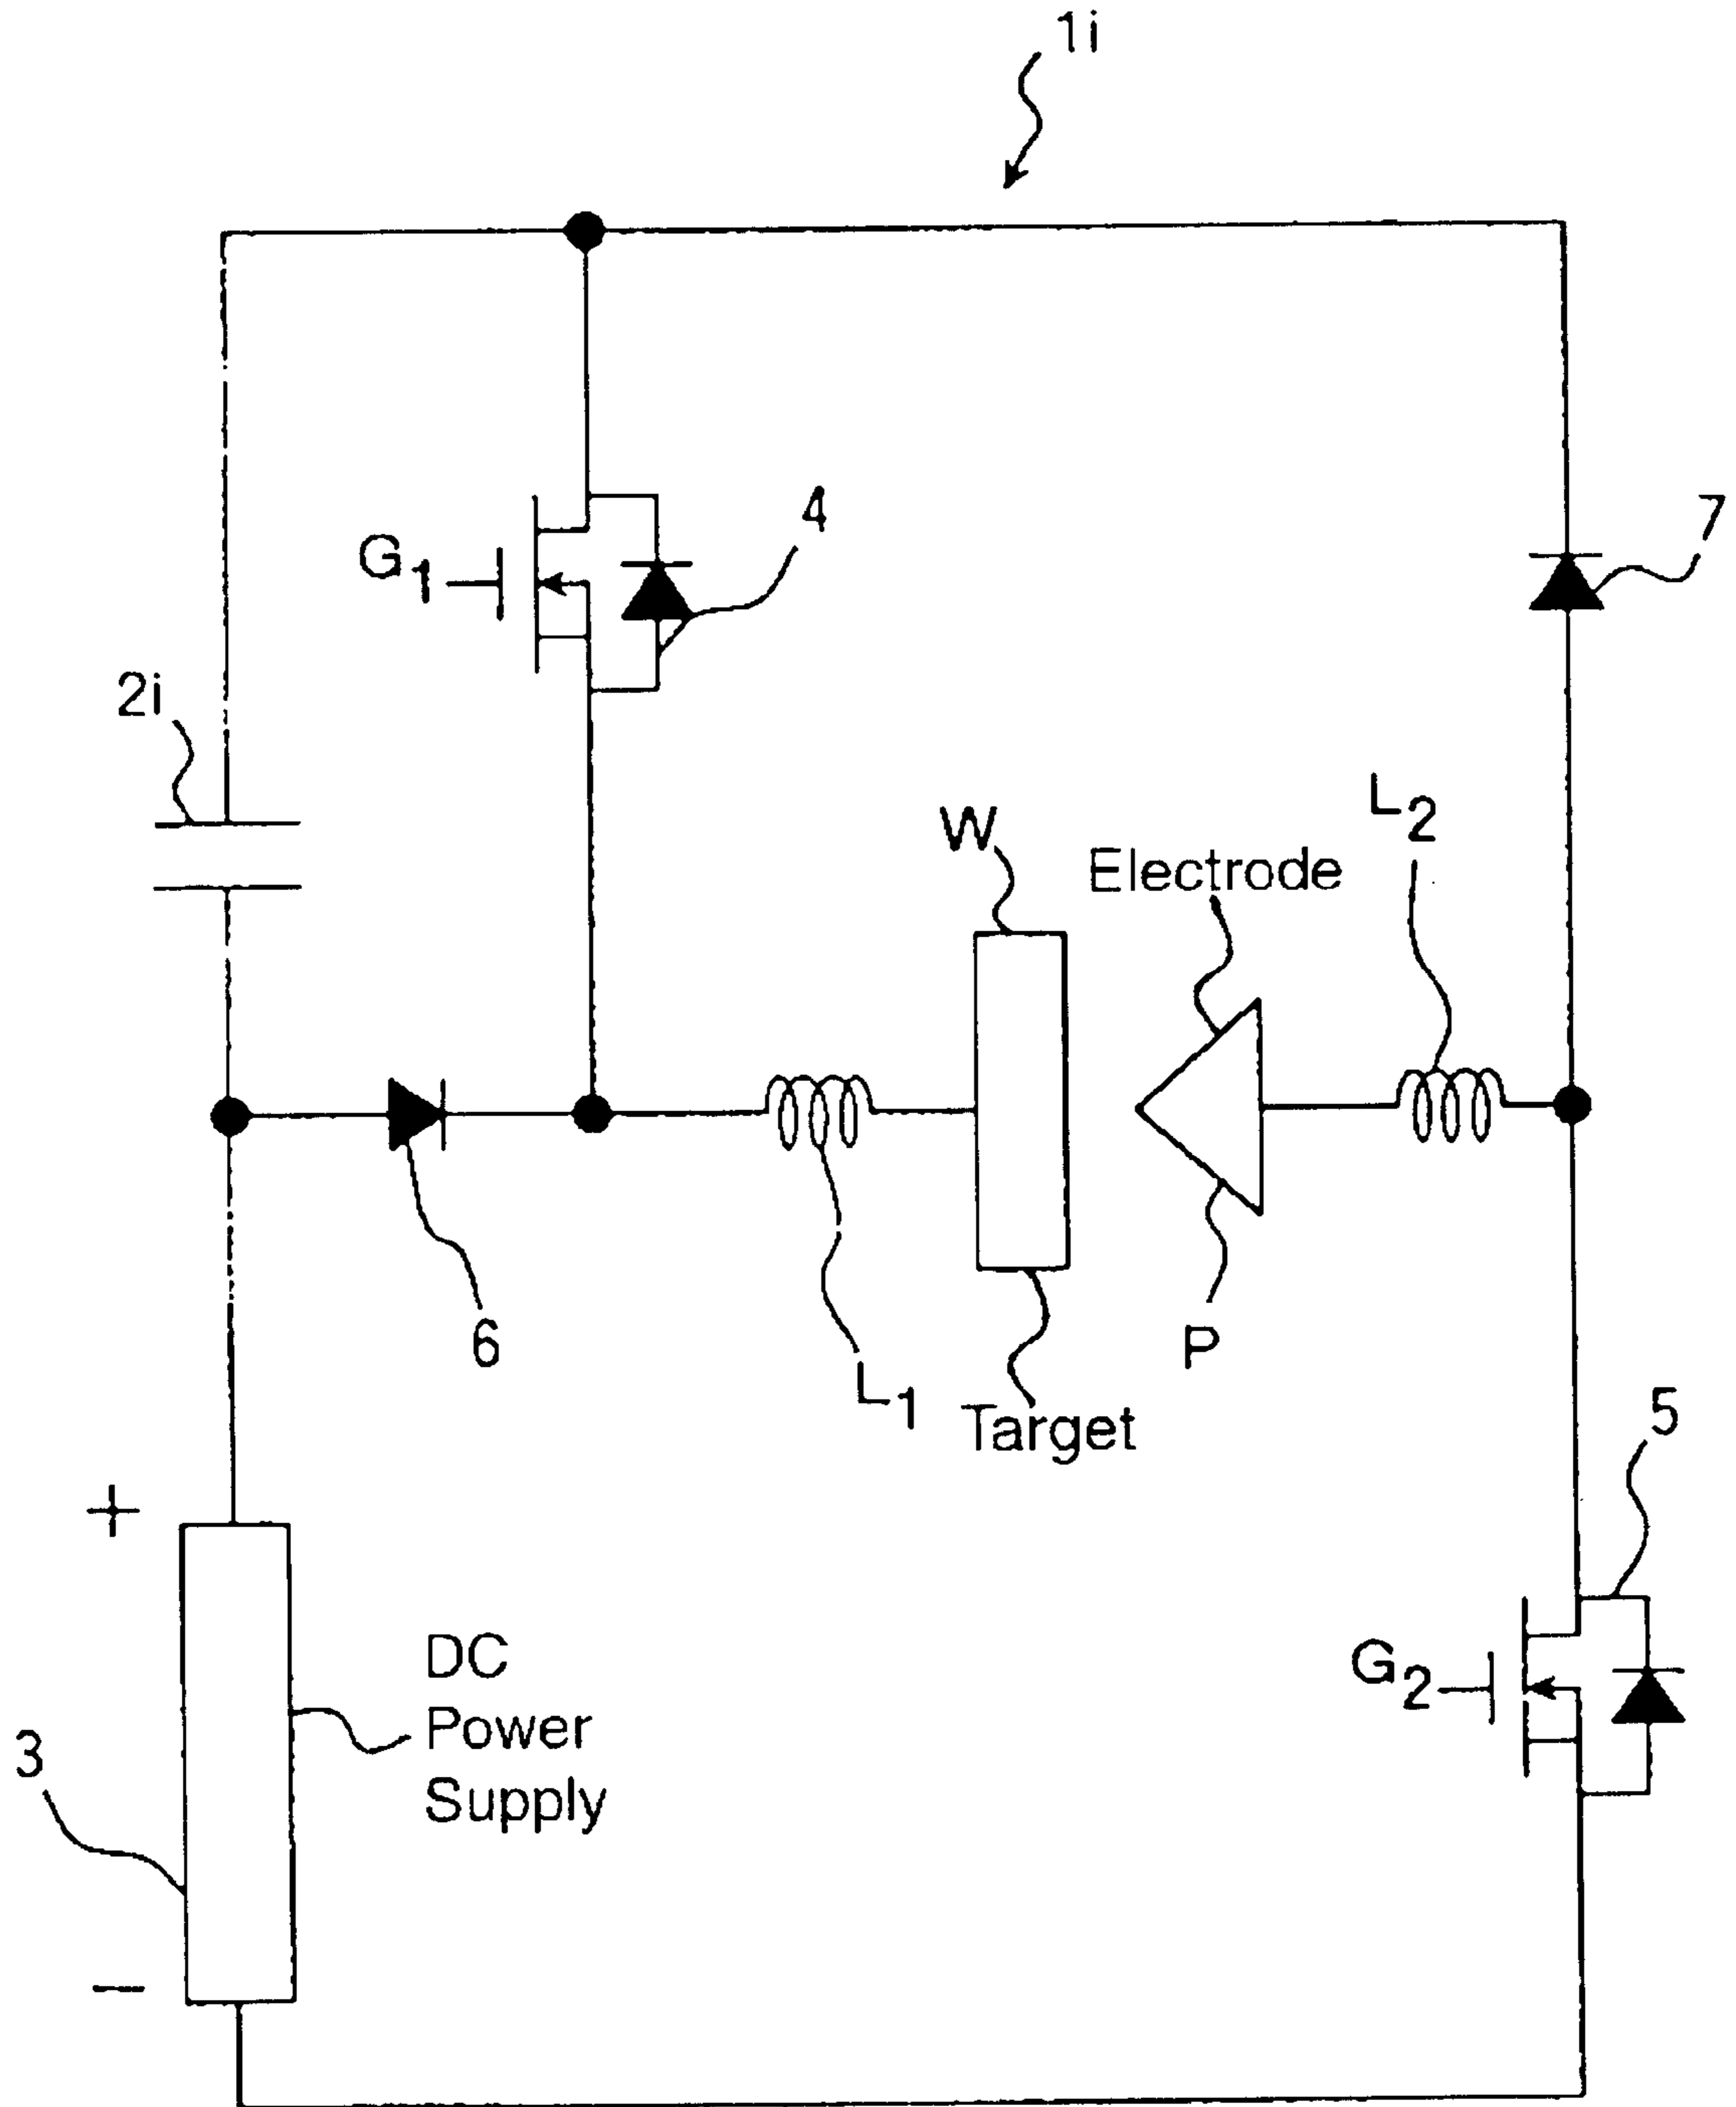 1i
4
7
G1
2i
L2
W
Electrode
6
P
L1
Target
5
+
DC
Power
Supply
G2
3
−